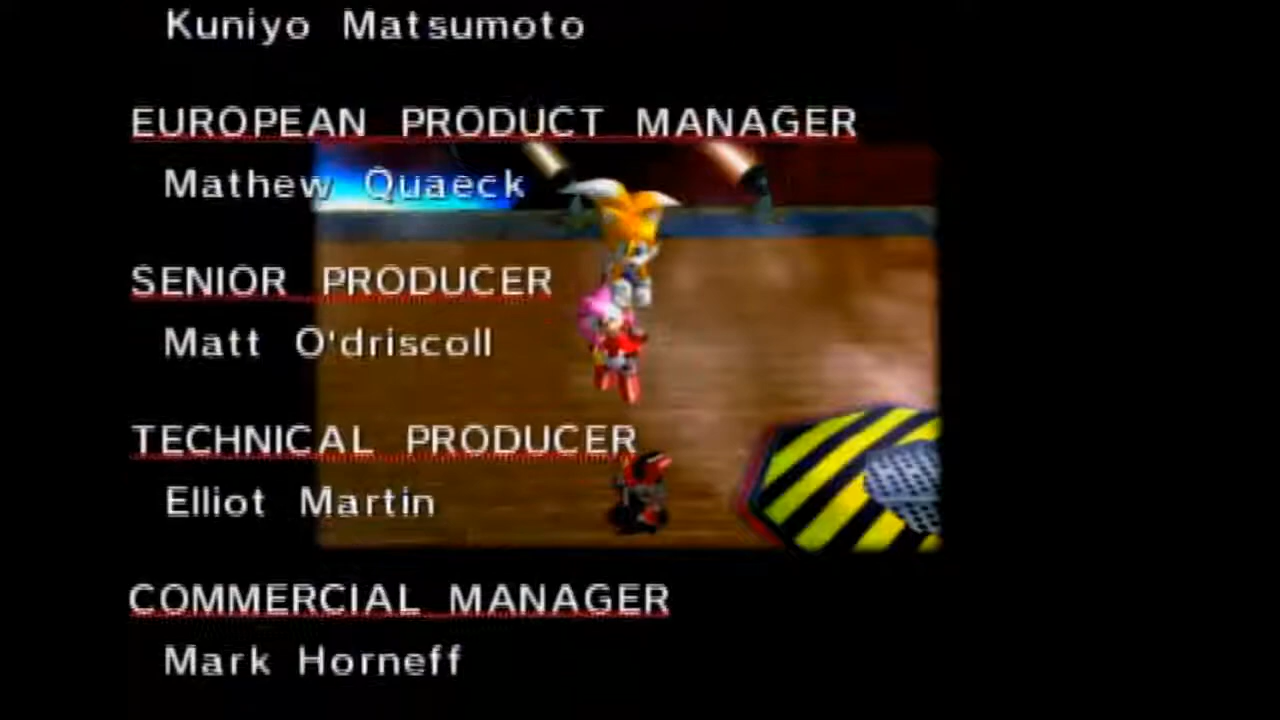 Kuniyo Matsumoto
EUROPEAN PRODUCT MANAGER
Mathew Quaeck
SENIOR PRODUCER
Matt O'driscoll
TECHNICAL PRODUCER
Elliot Martin
COMMERCIAL MANAGER
Mark Horneff